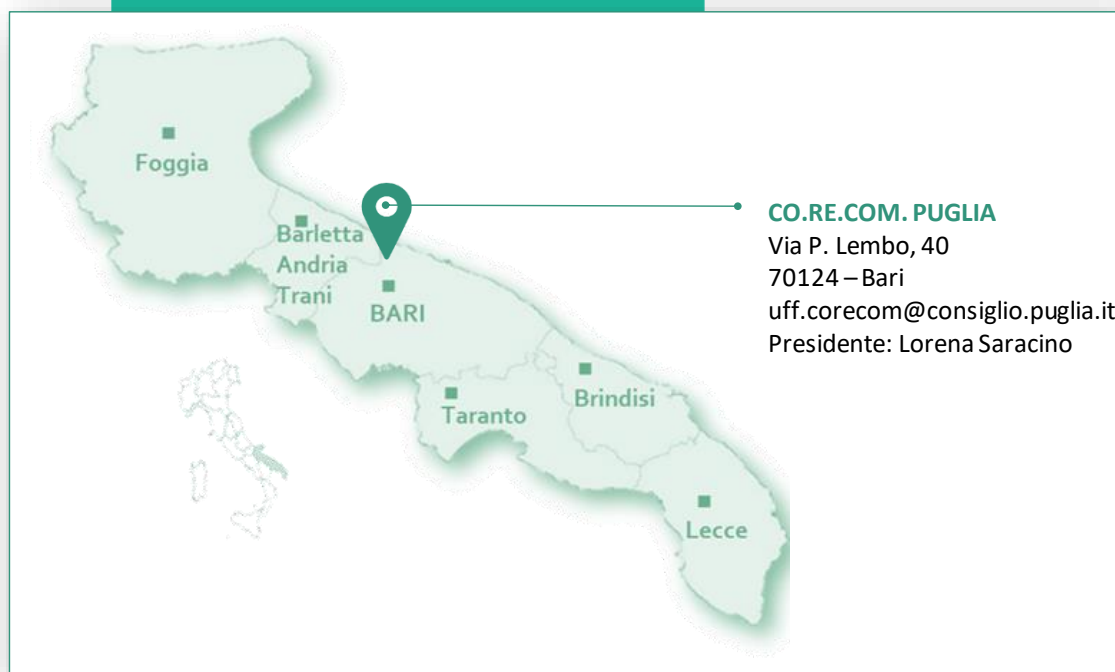 Foggia
Barletta
Andria
Trani
BARI
Taranto
Brindisi
Lecce
CO.RE.COM. PUGLIA
Via P. Lembo, 40
70124 – Bari
uff.corecom@consiglio.puglia.it
Presidente: Lorena Saracino